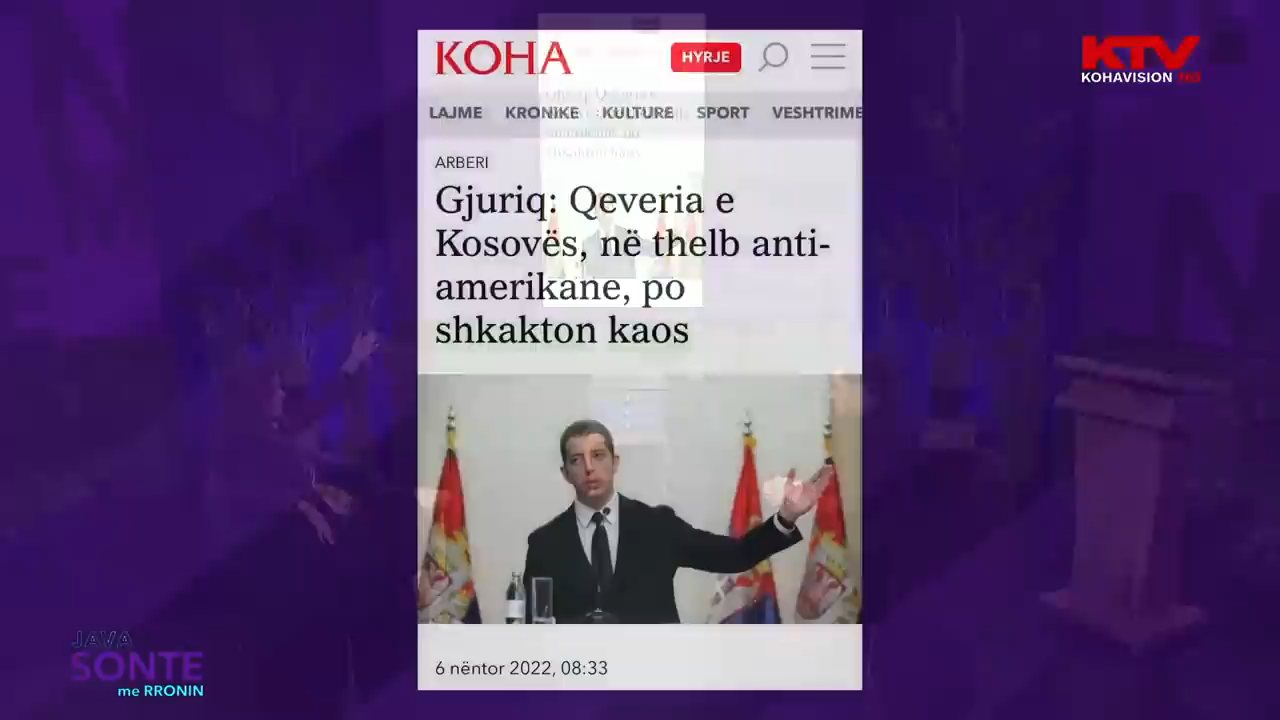 KOHA
HYRJE
KTV
KOHAVISION
LAJME KRONIKE KULTURE SPORT VESHTRIME
ARBERI
Gjuriq: Qeveria e
Kosovës, në thelb anti-
amerikane, po
shkakton kaos
6 nëntor 2022, 08:33
JAVA
SONTE
me RRONIN